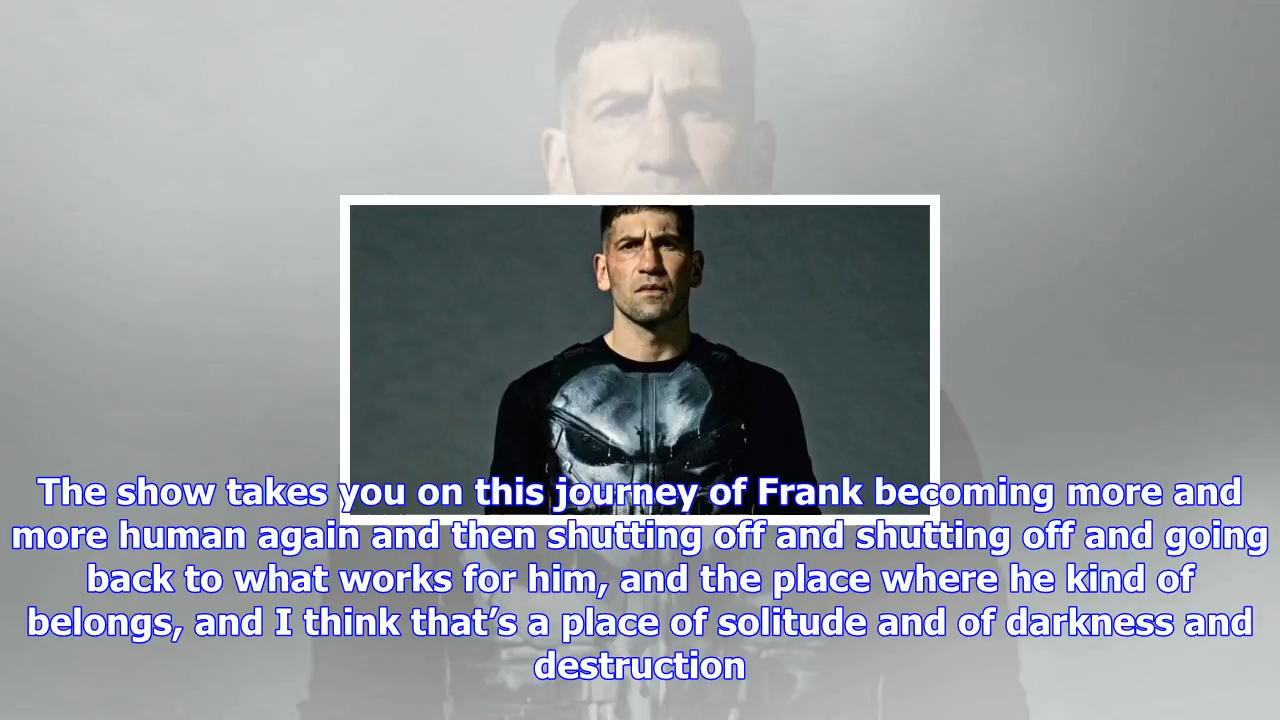 The show takes you on this journey of Frank becoming more and
more human again and then shutting off and shutting off and going
back to what works for him, and the place where he kind of
belongs, and I think that’s a place of solitude and of darkness and
destruction